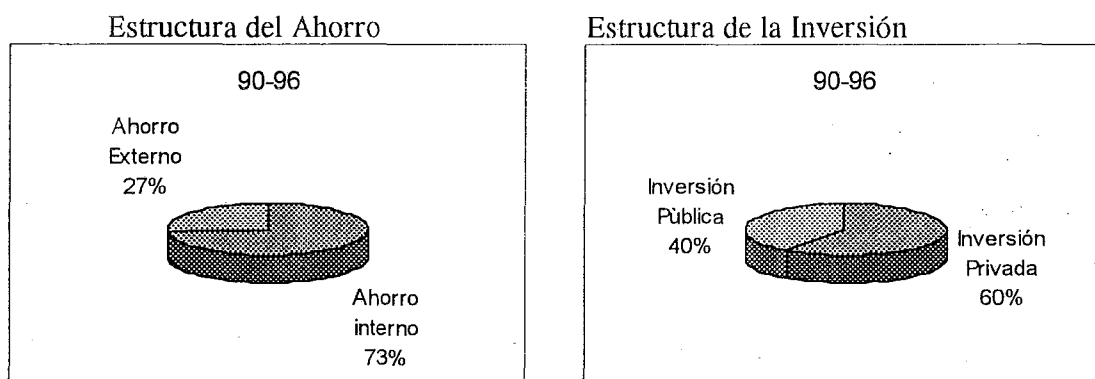 Estructura del Ahorro
90-96
Ahorro
Externo
27%
Ahorro
interno
73%
Estructura de la Inversión
90-96
Inversión
Pùblica
40%
Inversión
Privada
60%